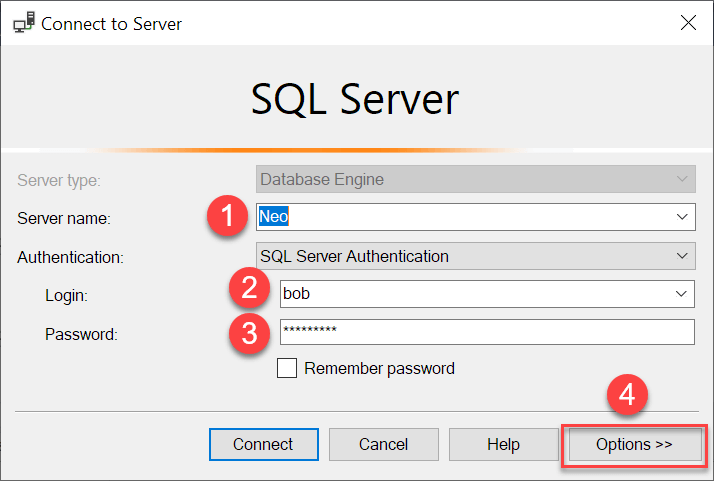 Connect to Server
SQL Server
Server type: Database Engine
Server name: 1 Neo
Authentication: SQL Server Authentication
Login: 2 bob
Password: 3 *********
Remember password
4
Connect Cancel Help Options >>